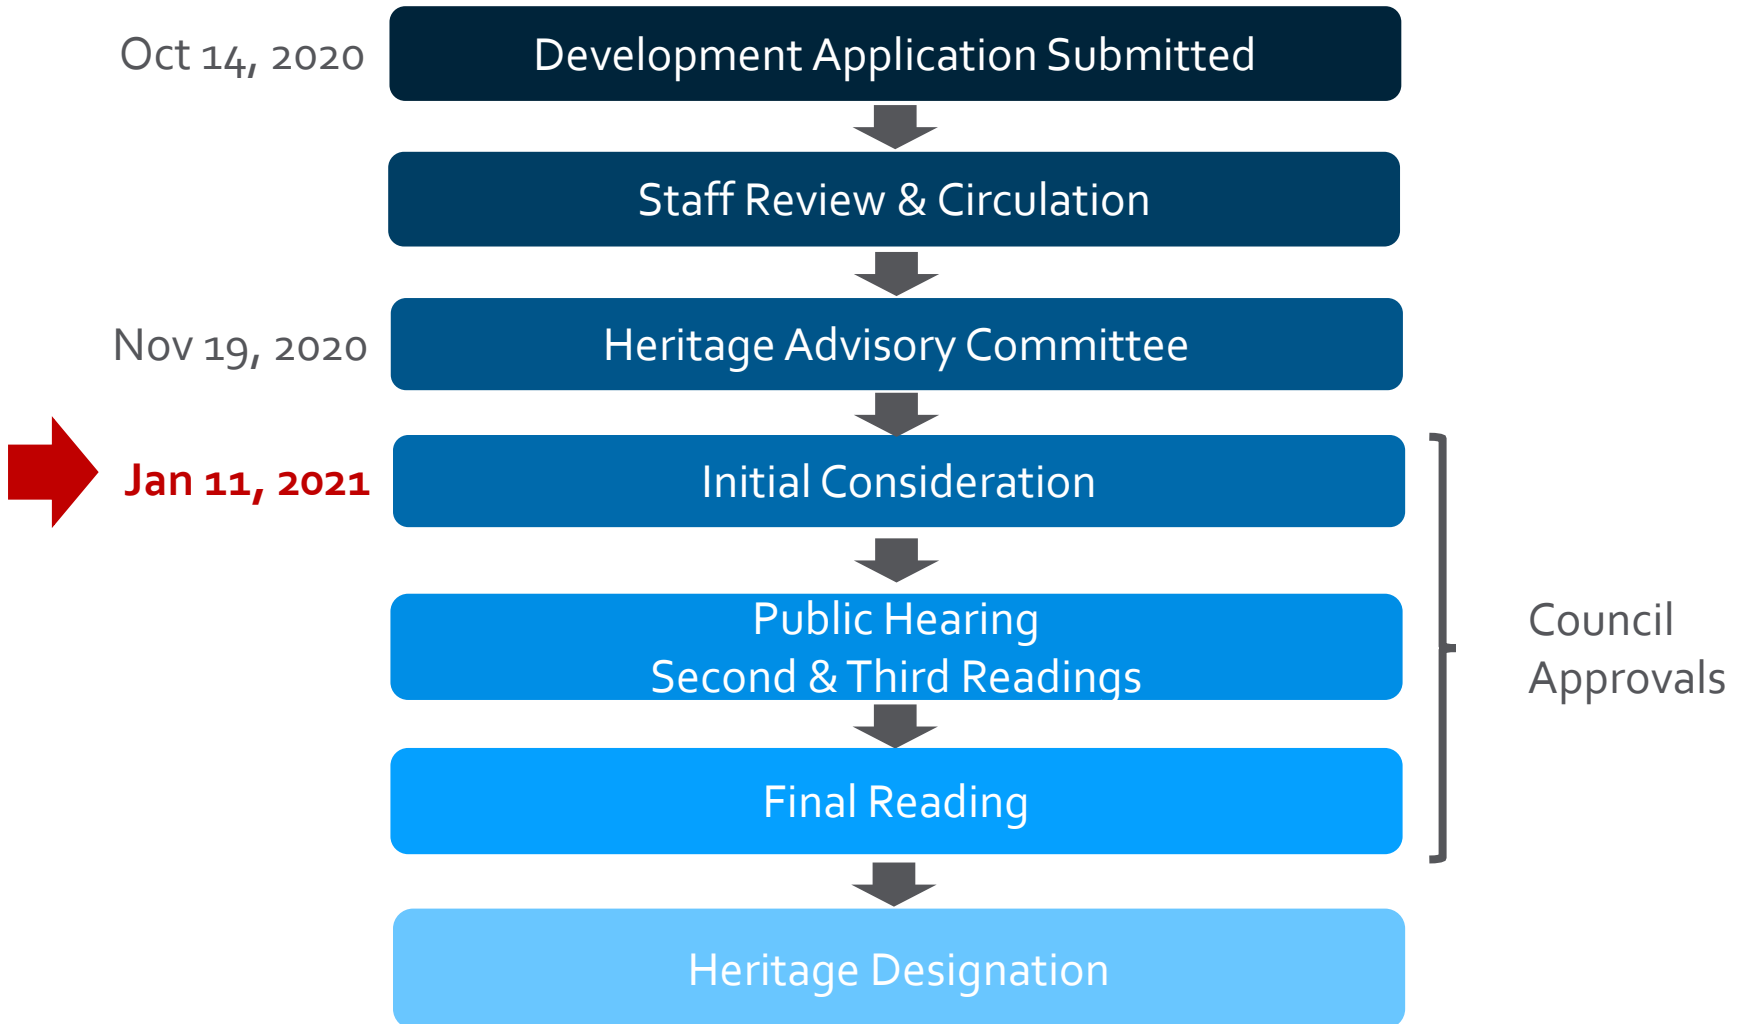 Oct 14, 2020
Development Application Submitted
Staff Review & Circulation
Nov 19, 2020
Heritage Advisory Committee
Jan 11, 2021
Initial Consideration
Public Hearing
Second & Third Readings
Council
Approvals
Final Reading
Heritage Designation